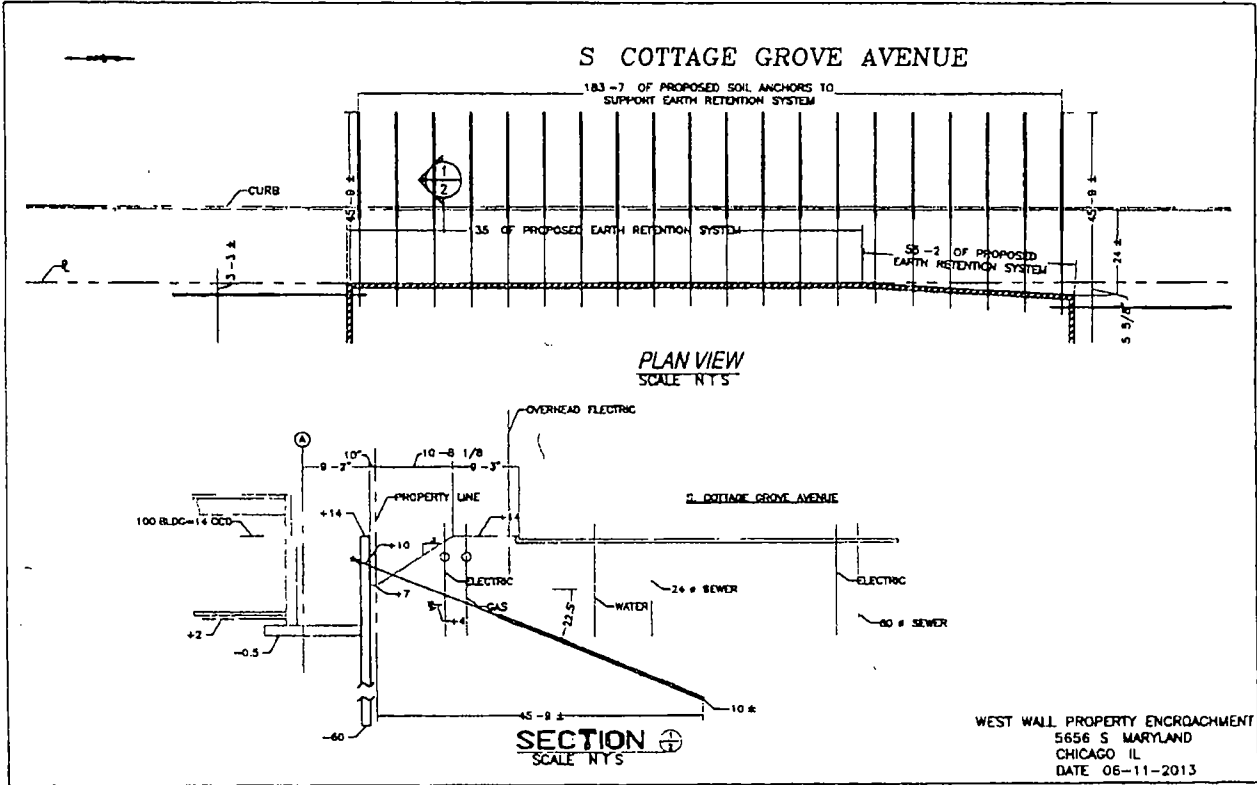 S COTTAGE GROVE AVENUE
183-7 OF PROPOSED SOIL ANCHORS TO
SUPPORT EARTH RETENTION SYSTEM
1
2
CURB
45-9 ±
45-9 ±
35 OF PROPOSED EARTH RETENTION SYSTEM
53-2 OF PROPOSED
EARTH RETENTION SYSTEM
24 ±
3-3 ±
5 5/8
PLAN VIEW
SCALE NTS
OVERHEAD ELECTRIC
A
9-2"
10"
10-8 1/8
9-3"
PROPERTY LINE
S. COTTAGE GROVE AVENUE
100 BLDG=14 CCD
+14
+14
+10
ELECTRIC
ELECTRIC
24 ø SEWER
+7
GAS
WATER
+4
22.5
60 ø SEWER
+2
-0.5
-10 ±
45-9 ±
-60
SECTION 1
2
SCALE NTS
WEST WALL PROPERTY ENCROACHMENT
5656 S MARYLAND
CHICAGO IL
DATE 06-11-2013